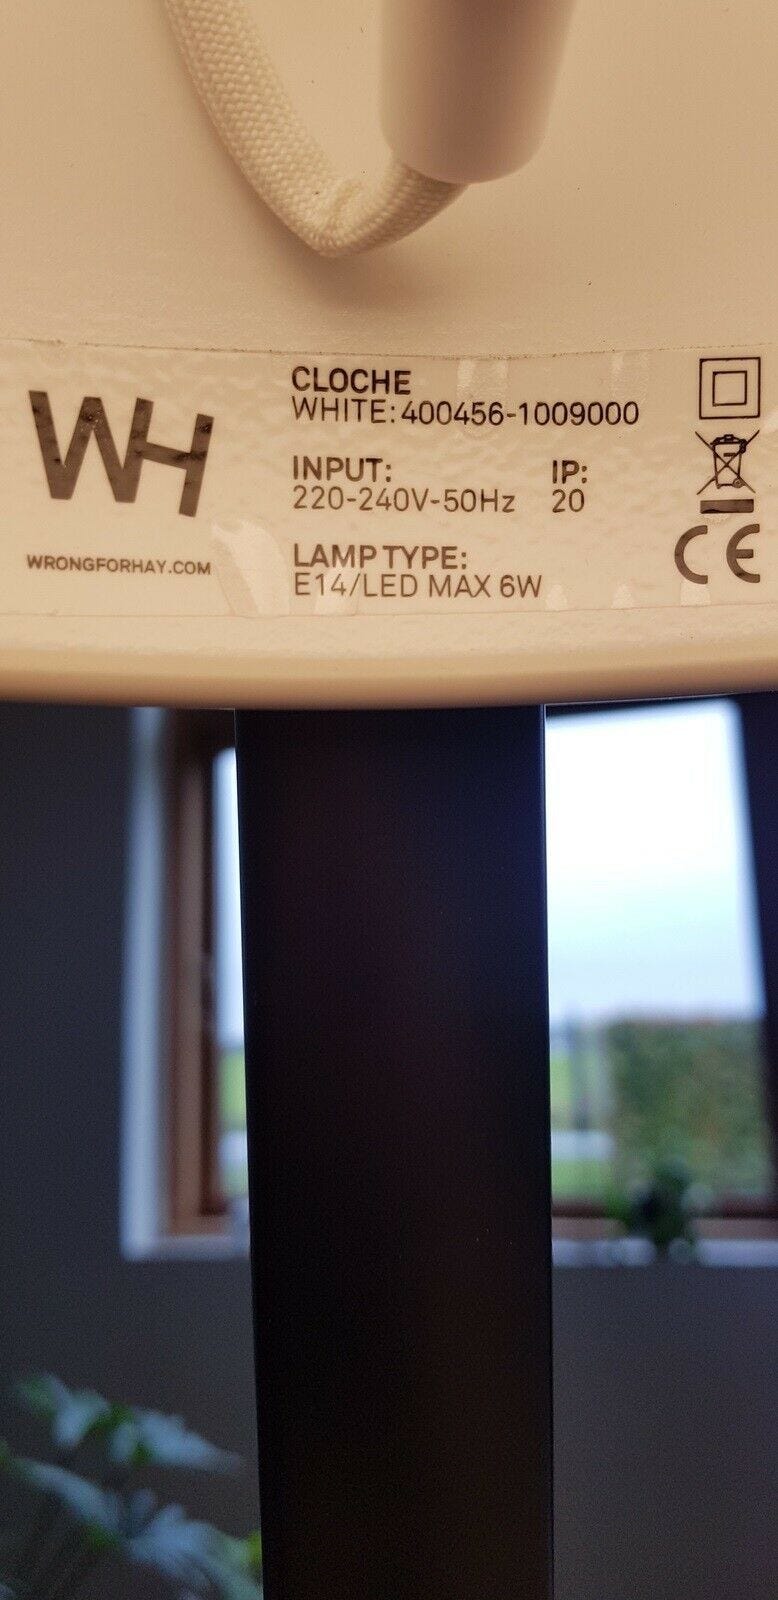 WH
WRONGFORHAY.COM
CLOCHE
WHITE:400456-1009000
INPUT:
220-240V-50Hz
IP:
20
LAMP TYPE:
E14/LED MAX 6W
CE